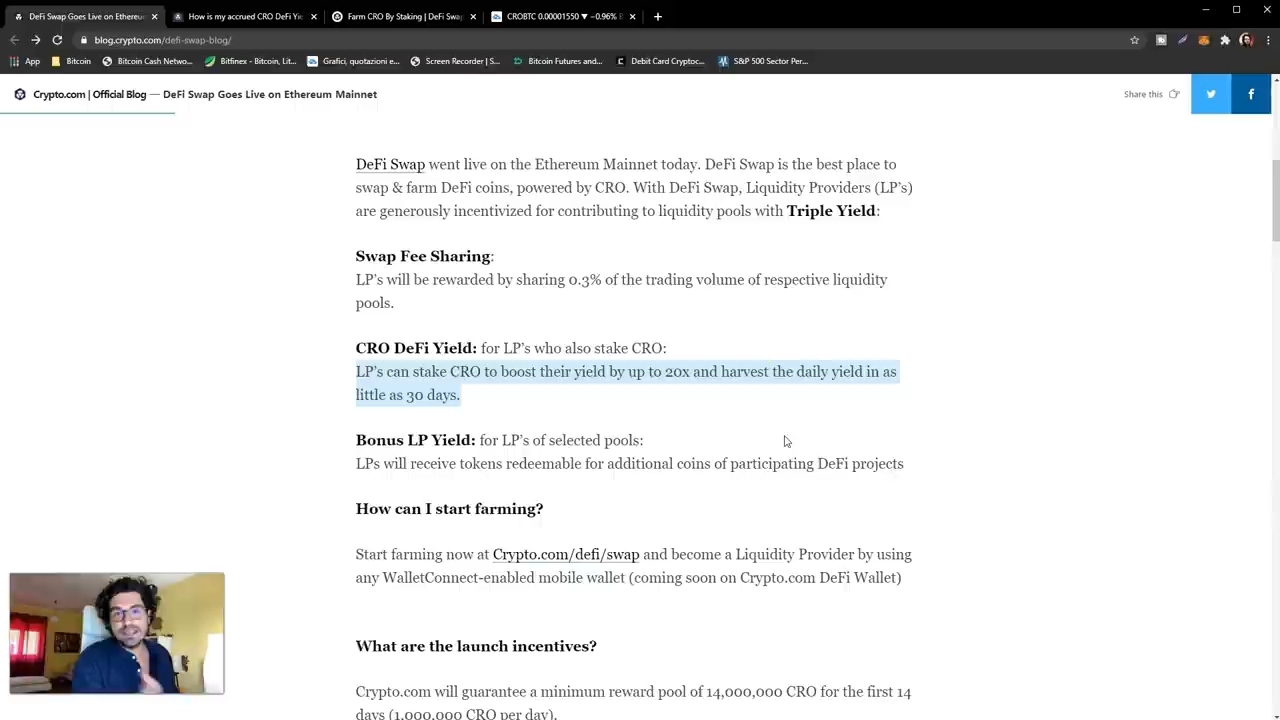 DeFi Swap Goes Live on Ethereu
How is my accrued CRO DeFi Yie
Farm CRO By Staking | DeFi Swa
CROBTC 0.00001550 ▼ −0.96%
blog.crypto.com/defi-swap-blog/
App
Bitcoin
Bitcoin Cash Netw...
Bitfinex - Bitcoin, Lit...
Grafici, quotazioni e...
Screen Recorder | S...
Bitcoin Futures and...
Debit Card Cryptoc...
S&P 500 Sector Per...
Crypto.com | Official Blog — DeFi Swap Goes Live on Ethereum Mainnet
Share this
DeFi Swap went live on the Ethereum Mainnet today. DeFi Swap is the best place to
swap & farm DeFi coins, powered by CRO. With DeFi Swap, Liquidity Providers (LP’s)
are generously incentivized for contributing to liquidity pools with Triple Yield:
Swap Fee Sharing:
LP’s will be rewarded by sharing 0.3% of the trading volume of respective liquidity
pools.
CRO DeFi Yield: for LP’s who also stake CRO:
LP’s can stake CRO to boost their yield by up to 20x and harvest the daily yield in as
little as 30 days.
Bonus LP Yield: for LP’s of selected pools:
LPs will receive tokens redeemable for additional coins of participating DeFi projects
How can I start farming?
Start farming now at Crypto.com/defi/swap and become a Liquidity Provider by using
any WalletConnect-enabled mobile wallet (coming soon on Crypto.com DeFi Wallet)
What are the launch incentives?
Crypto.com will guarantee a minimum reward pool of 14,000,000 CRO for the first 14
days (1,000,000 CRO per day).